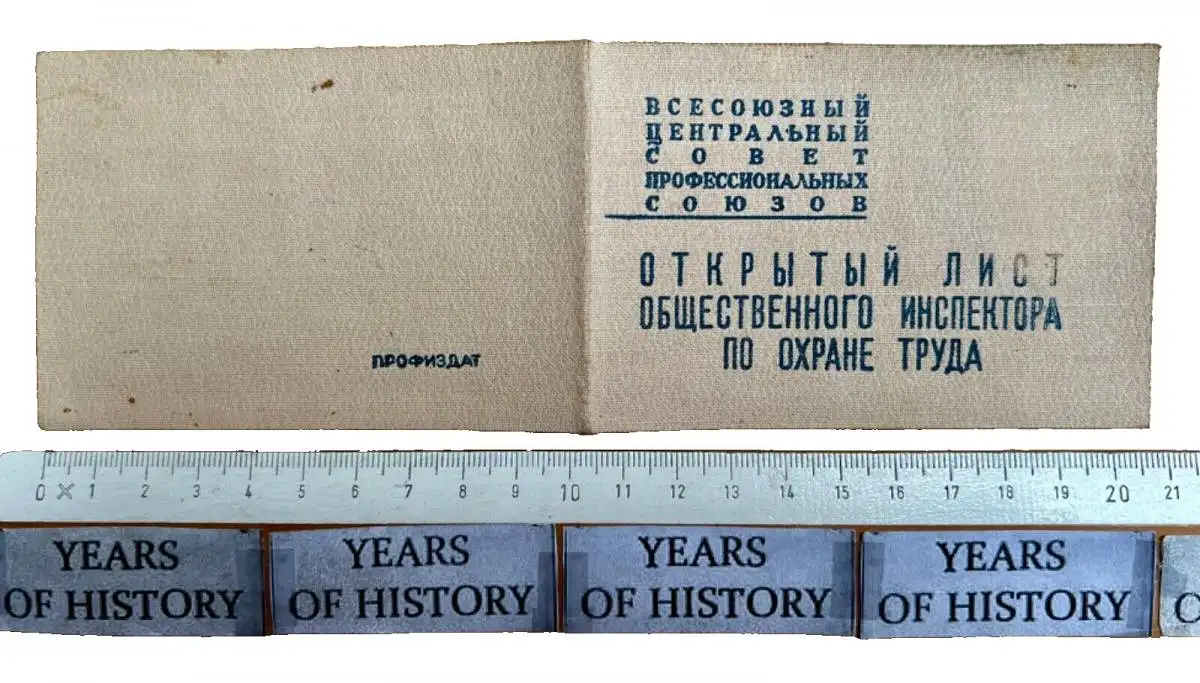 ВСЕСОЮЗНЫЙ
ЦЕНТРАЛЬНЫЙ
СОВЕТ
ПРОФЕССИОНАЛЬНЫХ
СОЮЗОВ
ОТКРЫТЫЙ ЛИСТ
ОБЩЕСТВЕННОГО ИНСПЕКТОРА
ПО ОХРАНЕ ТРУДА
ПРОФИЗДАТ
0 1 2 3 4 5 6 7 8 9 10 11 12 13 14 15 16 17 18 19 20 21
YEARS YEARS YEARS YEARS
OF HISTORY OF HISTORY OF HISTORY OF HISTORY